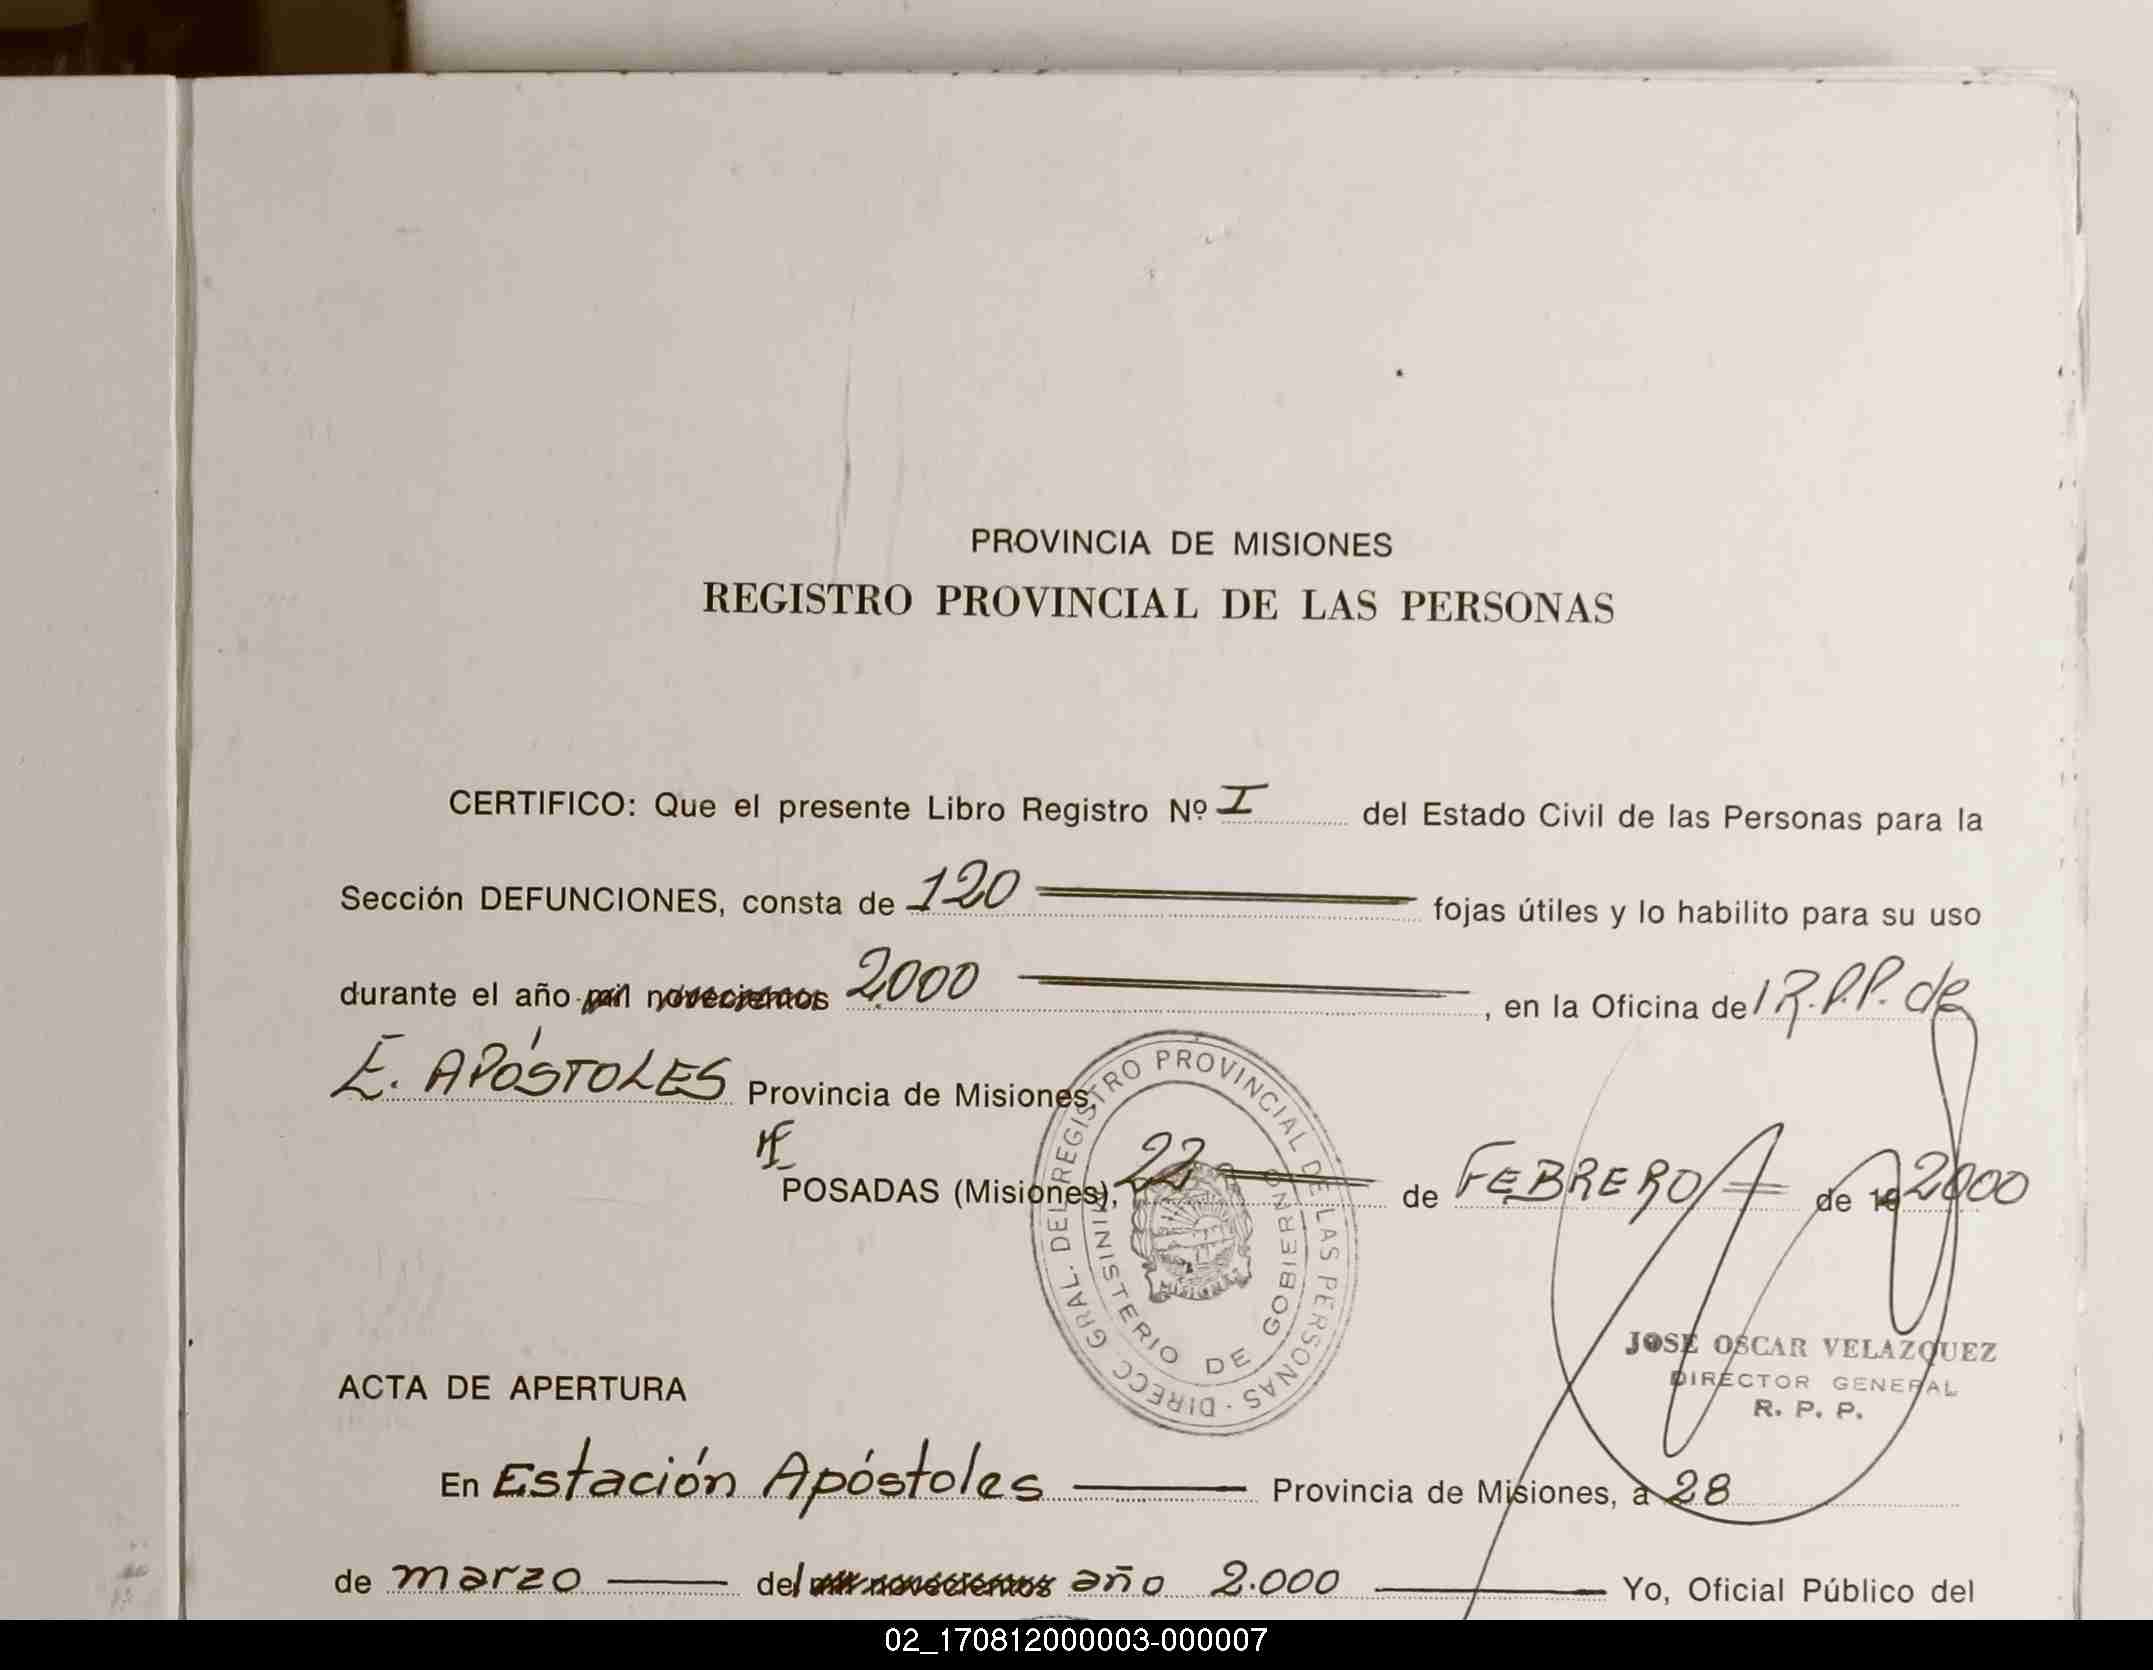 PROVINCIA DE MISIONES
REGISTRO PROVINCIAL DE LAS PERSONAS
CERTIFICO: Que el presente Libro Registro Nº I del Estado Civil de las Personas para la
Sección DEFUNCIONES, consta de 120 fojas útiles y lo habilito para su uso
durante el año mil novecientos 2000, en la Oficina del R.P.P. de
E. APÓSTOLES Provincia de Misiones,
POSADAS (Misiones), 22 de FEBRERO de 19 2000
DIRECC. GRAL. DEL REGISTRO PROVINCIAL DE LAS PERSONAS
MINISTERIO DE GOBIERNO
MISIONES
JOSE OSCAR VELAZQUEZ
DIRECTOR GENERAL
R. P. P.
ACTA DE APERTURA
En Estación Apóstoles Provincia de Misiones, a 28
de marzo del mil novecientos año 2.000 Yo, Oficial Público del
02_170812000003-000007